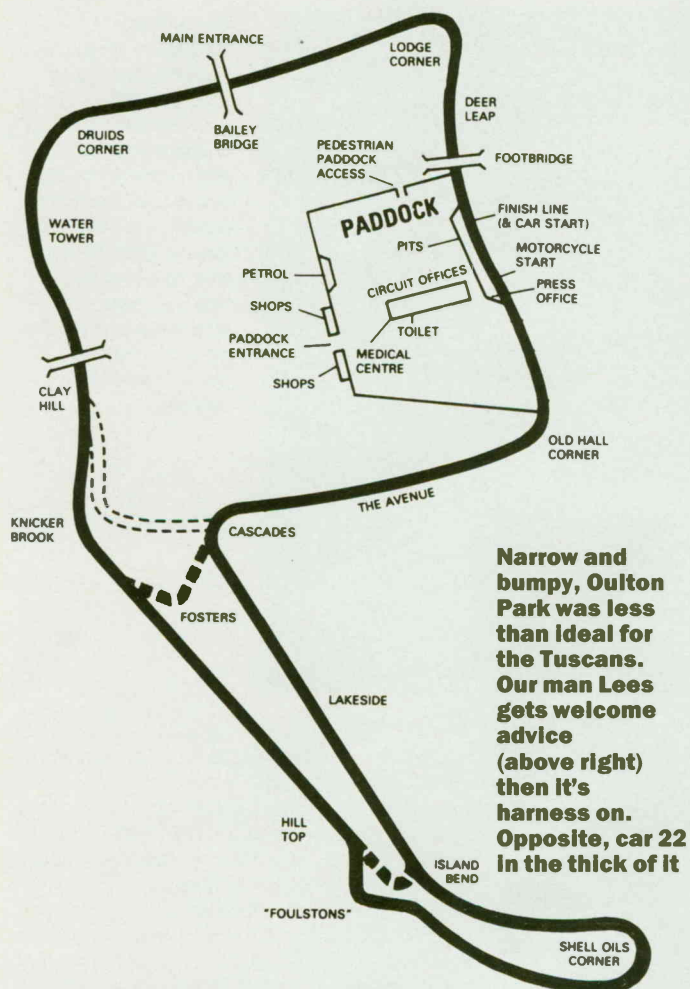 MAIN ENTRANCE
LODGE
CORNER
DEER
LEAP
DRUIDS
CORNER
BAILEY
BRIDGE
PEDESTRIAN
PADDOCK
ACCESS
FOOTBRIDGE
PADDOCK
FINISH LINE
(& CAR START)
WATER
TOWER
PITS
MOTORCYCLE
START
PETROL
CIRCUIT OFFICES
PRESS
OFFICE
SHOPS
TOILET
PADDOCK
ENTRANCE
MEDICAL
CENTRE
SHOPS
CLAY
HILL
OLD HALL
CORNER
THE AVENUE
KNICKER
BROOK
CASCADES
FOSTERS
Narrow and
bumpy, Oulton
Park was less
than ideal for
the Tuscans.
Our man Lees
gets welcome
advice
(above right)
then it's
harness on.
Opposite, car 22
in the thick of it
LAKESIDE
HILL
TOP
ISLAND
BEND
"FOULSTONS"
SHELL OILS
CORNER